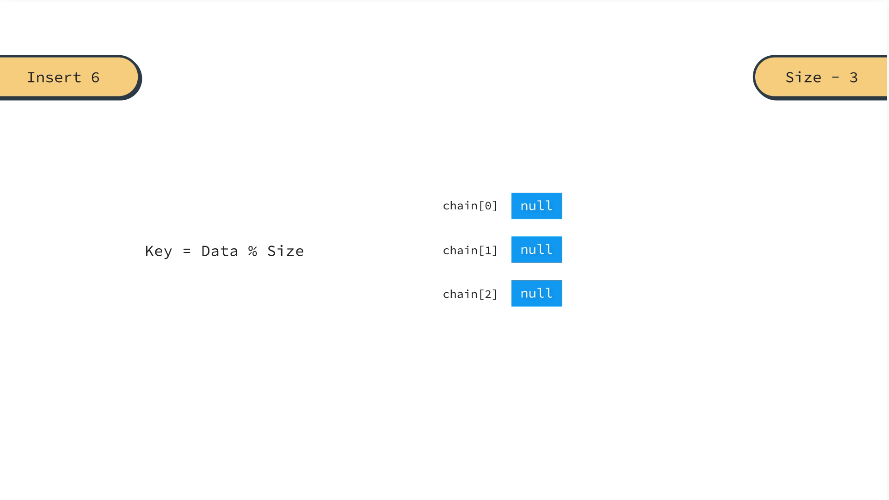 Insert 6
Size - 3
Key = Data % Size
chain[0] null
chain[1] null
chain[2] null